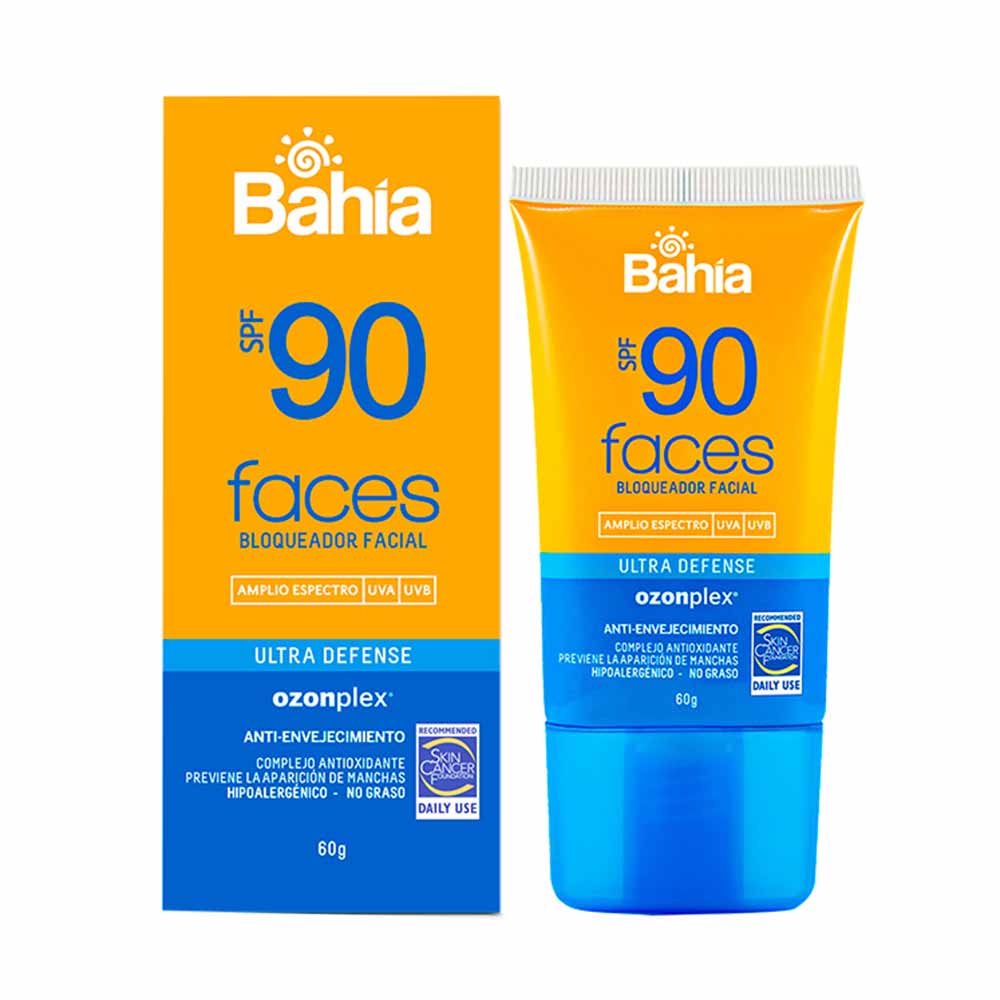 Bahía
SPF 90
faces
BLOQUEADOR FACIAL
AMPLIO ESPECTRO UVA UVB
ULTRA DEFENSE
ozonplex®
ANTI-ENVEJECIMIENTO
COMPLEJO ANTIOXIDANTE
PREVIENE LA APARICIÓN DE MANCHAS
HIPOALERGÉNICO - NO GRASO
60g
RECOMMENDED
SKIN
CANCER
FOUNDATION
DAILY USE
Bahía
SPF 90
faces
BLOQUEADOR FACIAL
AMPLIO ESPECTRO UVA UVB
ULTRA DEFENSE
ozonplex®
ANTI-ENVEJECIMIENTO
COMPLEJO ANTIOXIDANTE
PREVIENE LA APARICIÓN DE MANCHAS
HIPOALERGÉNICO - NO GRASO
60g
RECOMMENDED
SKIN
CANCER
FOUNDATION
DAILY USE